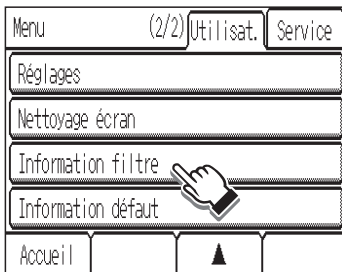 Menu (2/2) Utilisat. Service
Réglages
Nettoyage écran
Information filtre
Information défaut
Accueil ▲